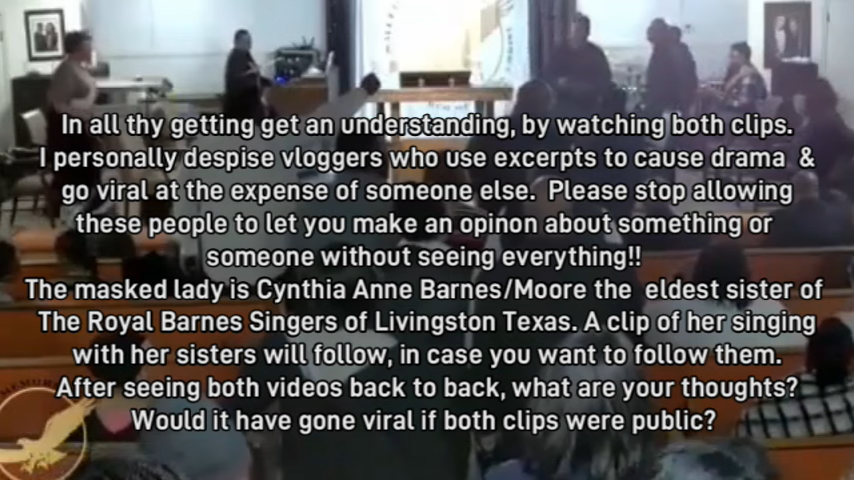 In all thy getting get an understanding, by watching both clips.
I personally despise vloggers who use excerpts to cause drama &
go viral at the expense of someone else. Please stop allowing
these people to let you make an opinon about something or
someone without seeing everything!!
The masked lady is Cynthia Anne Barnes/Moore the eldest sister of
The Royal Barnes Singers of Livingston Texas. A clip of her singing
with her sisters will follow, in case you want to follow them.
After seeing both videos back to back, what are your thoughts?
Would it have gone viral if both clips were public?